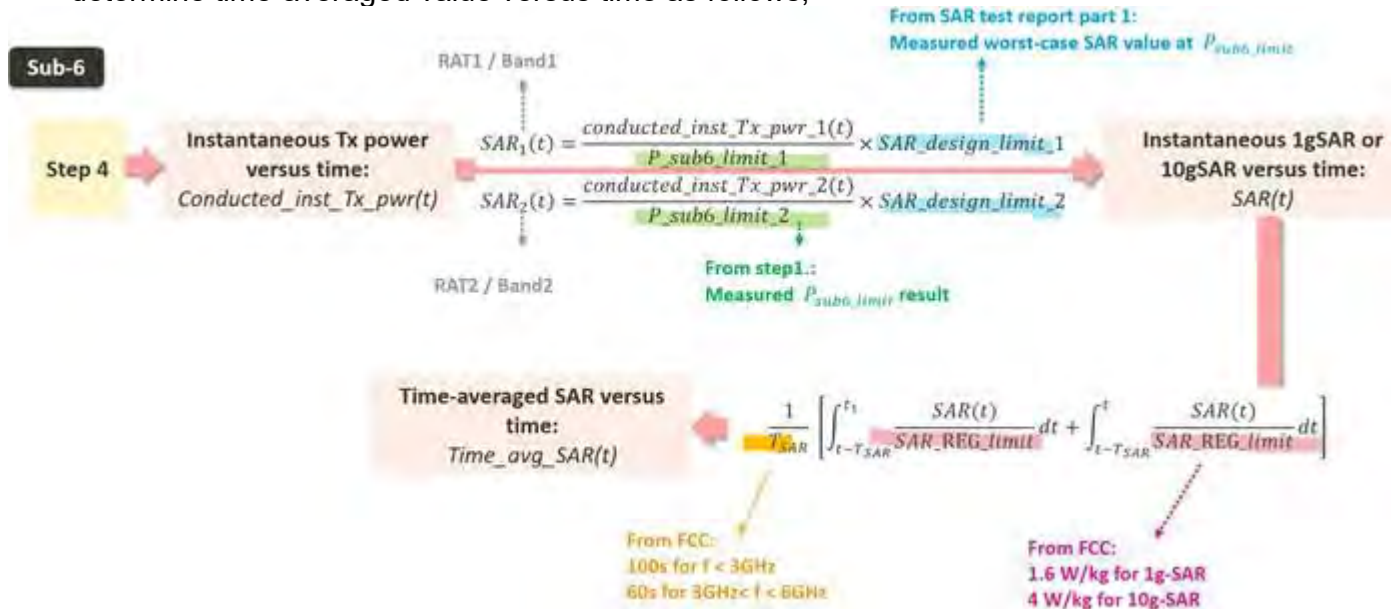 determine time-averaged value versus time as follows,
From SAR test report part 1:
Measured worst-case SAR value at P_sub6_limit
Sub-6
RAT1 / Band1
Step 4
Instantaneous Tx power
versus time:
Conducted_inst_Tx_pwr(t)
SAR₁(t) = conducted_inst_Tx_pwr_1(t) / P_sub6_limit_1 × SAR_design_limit_1
SAR₂(t) = conducted_inst_Tx_pwr_2(t) / P_sub6_limit_2 × SAR_design_limit_2
Instantaneous 1gSAR or
10gSAR versus time:
SAR(t)
RAT2 / Band2
From step1.:
Measured P_sub6_limit result
Time-averaged SAR versus
time:
Time_avg_SAR(t)
1/T_SAR [∫_{t−T_SAR}^{t₁} SAR(t)/SAR_REG_limit dt + ∫_{t−T_SAR}^{t} SAR(t)/SAR_REG_limit dt]
From FCC:
100s for f < 3GHz
60s for 3GHz< f < 6GHz
From FCC:
1.6 W/kg for 1g-SAR
4 W/kg for 10g-SAR